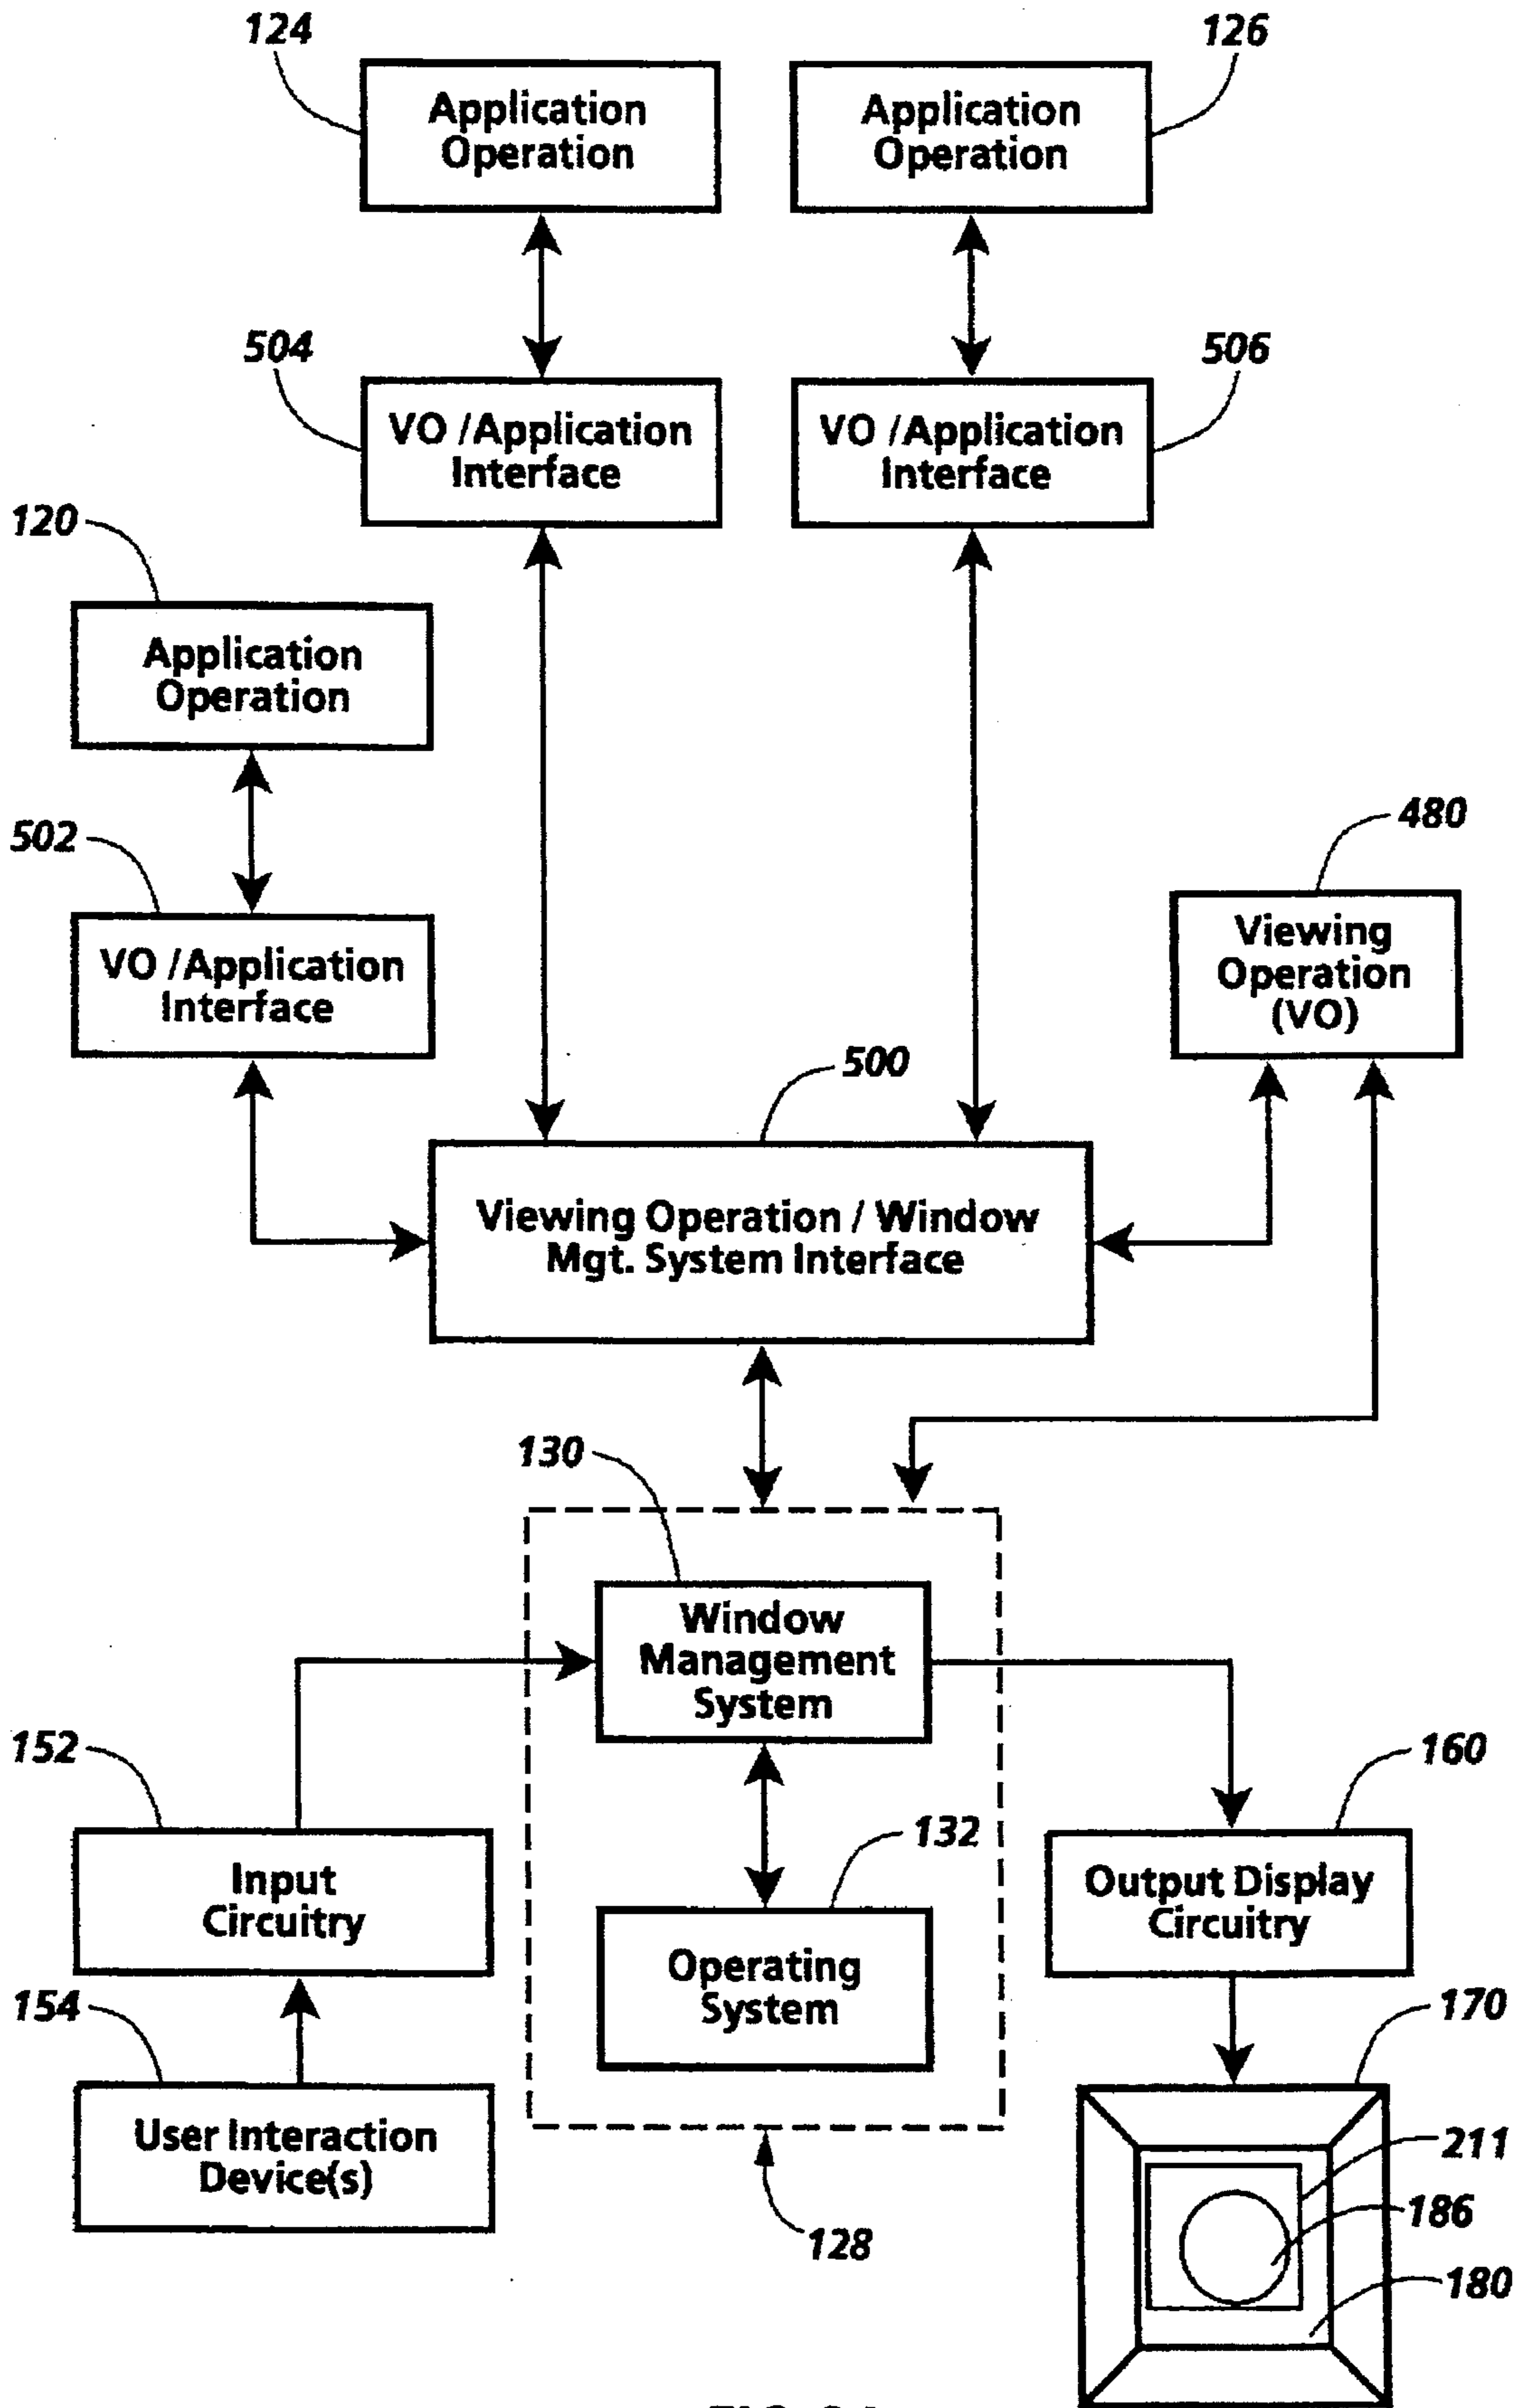 124
126
Application
Operation
Application
Operation
504
506
VO /Application
Interface
VO /Application
Interface
120
Application
Operation
502
480
VO /Application
Interface
Viewing
Operation
(VO)
500
Viewing Operation / Window
Mgt. System Interface
130
Window
Management
System
152
160
132
Input
Circuitry
Output Display
Circuitry
Operating
System
154
170
User Interaction
Device(s)
211
186
128
180